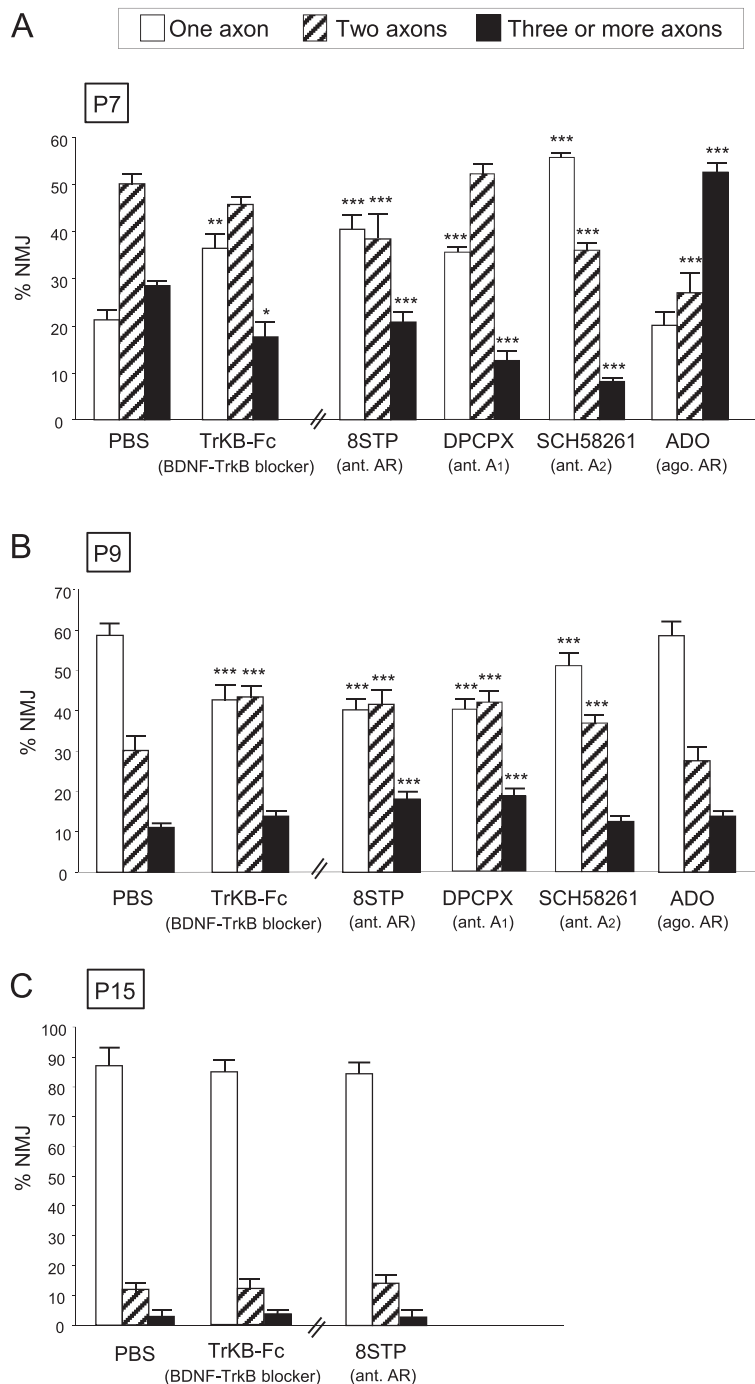 A
One axon Two axons Three or more axons
P7
60
50
40
30
20
10
0
% NMJ
** * *** *** *** *** *** *** *** *** *** ***
PBS TrKB-Fc 8STP DPCPX SCH58261 ADO
(BDNF-TrkB blocker) (ant. AR) (ant. A1) (ant. A2) (ago. AR)
B
P9
70
60
50
40
30
20
10
0
% NMJ
*** *** *** *** *** *** *** *** *** ***
PBS TrKB-Fc 8STP DPCPX SCH58261 ADO
(BDNF-TrkB blocker) (ant. AR) (ant. A1) (ant. A2) (ago. AR)
C
P15
100
90
80
70
60
50
40
30
20
10
0
% NMJ
PBS TrKB-Fc 8STP
(BDNF-TrkB blocker) (ant. AR)